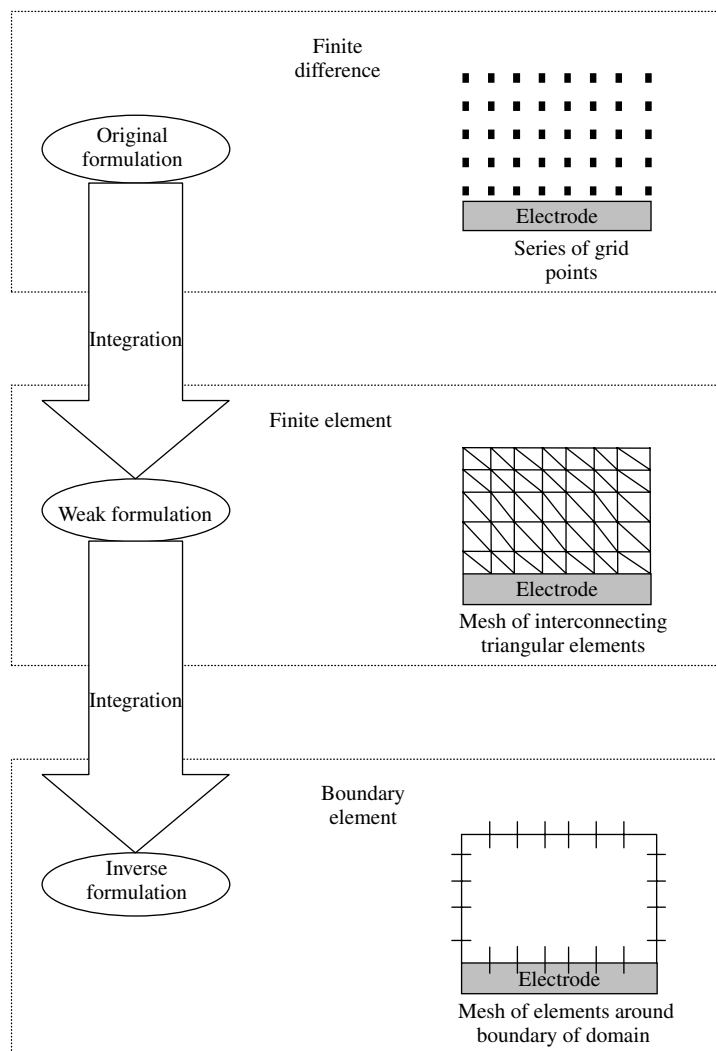 Finite
difference
Original
formulation
Electrode
Series of grid
points
Integration
Finite element
Weak formulation
Electrode
Mesh of interconnecting
triangular elements
Integration
Boundary
element
Inverse
formulation
Electrode
Mesh of elements around
boundary of domain